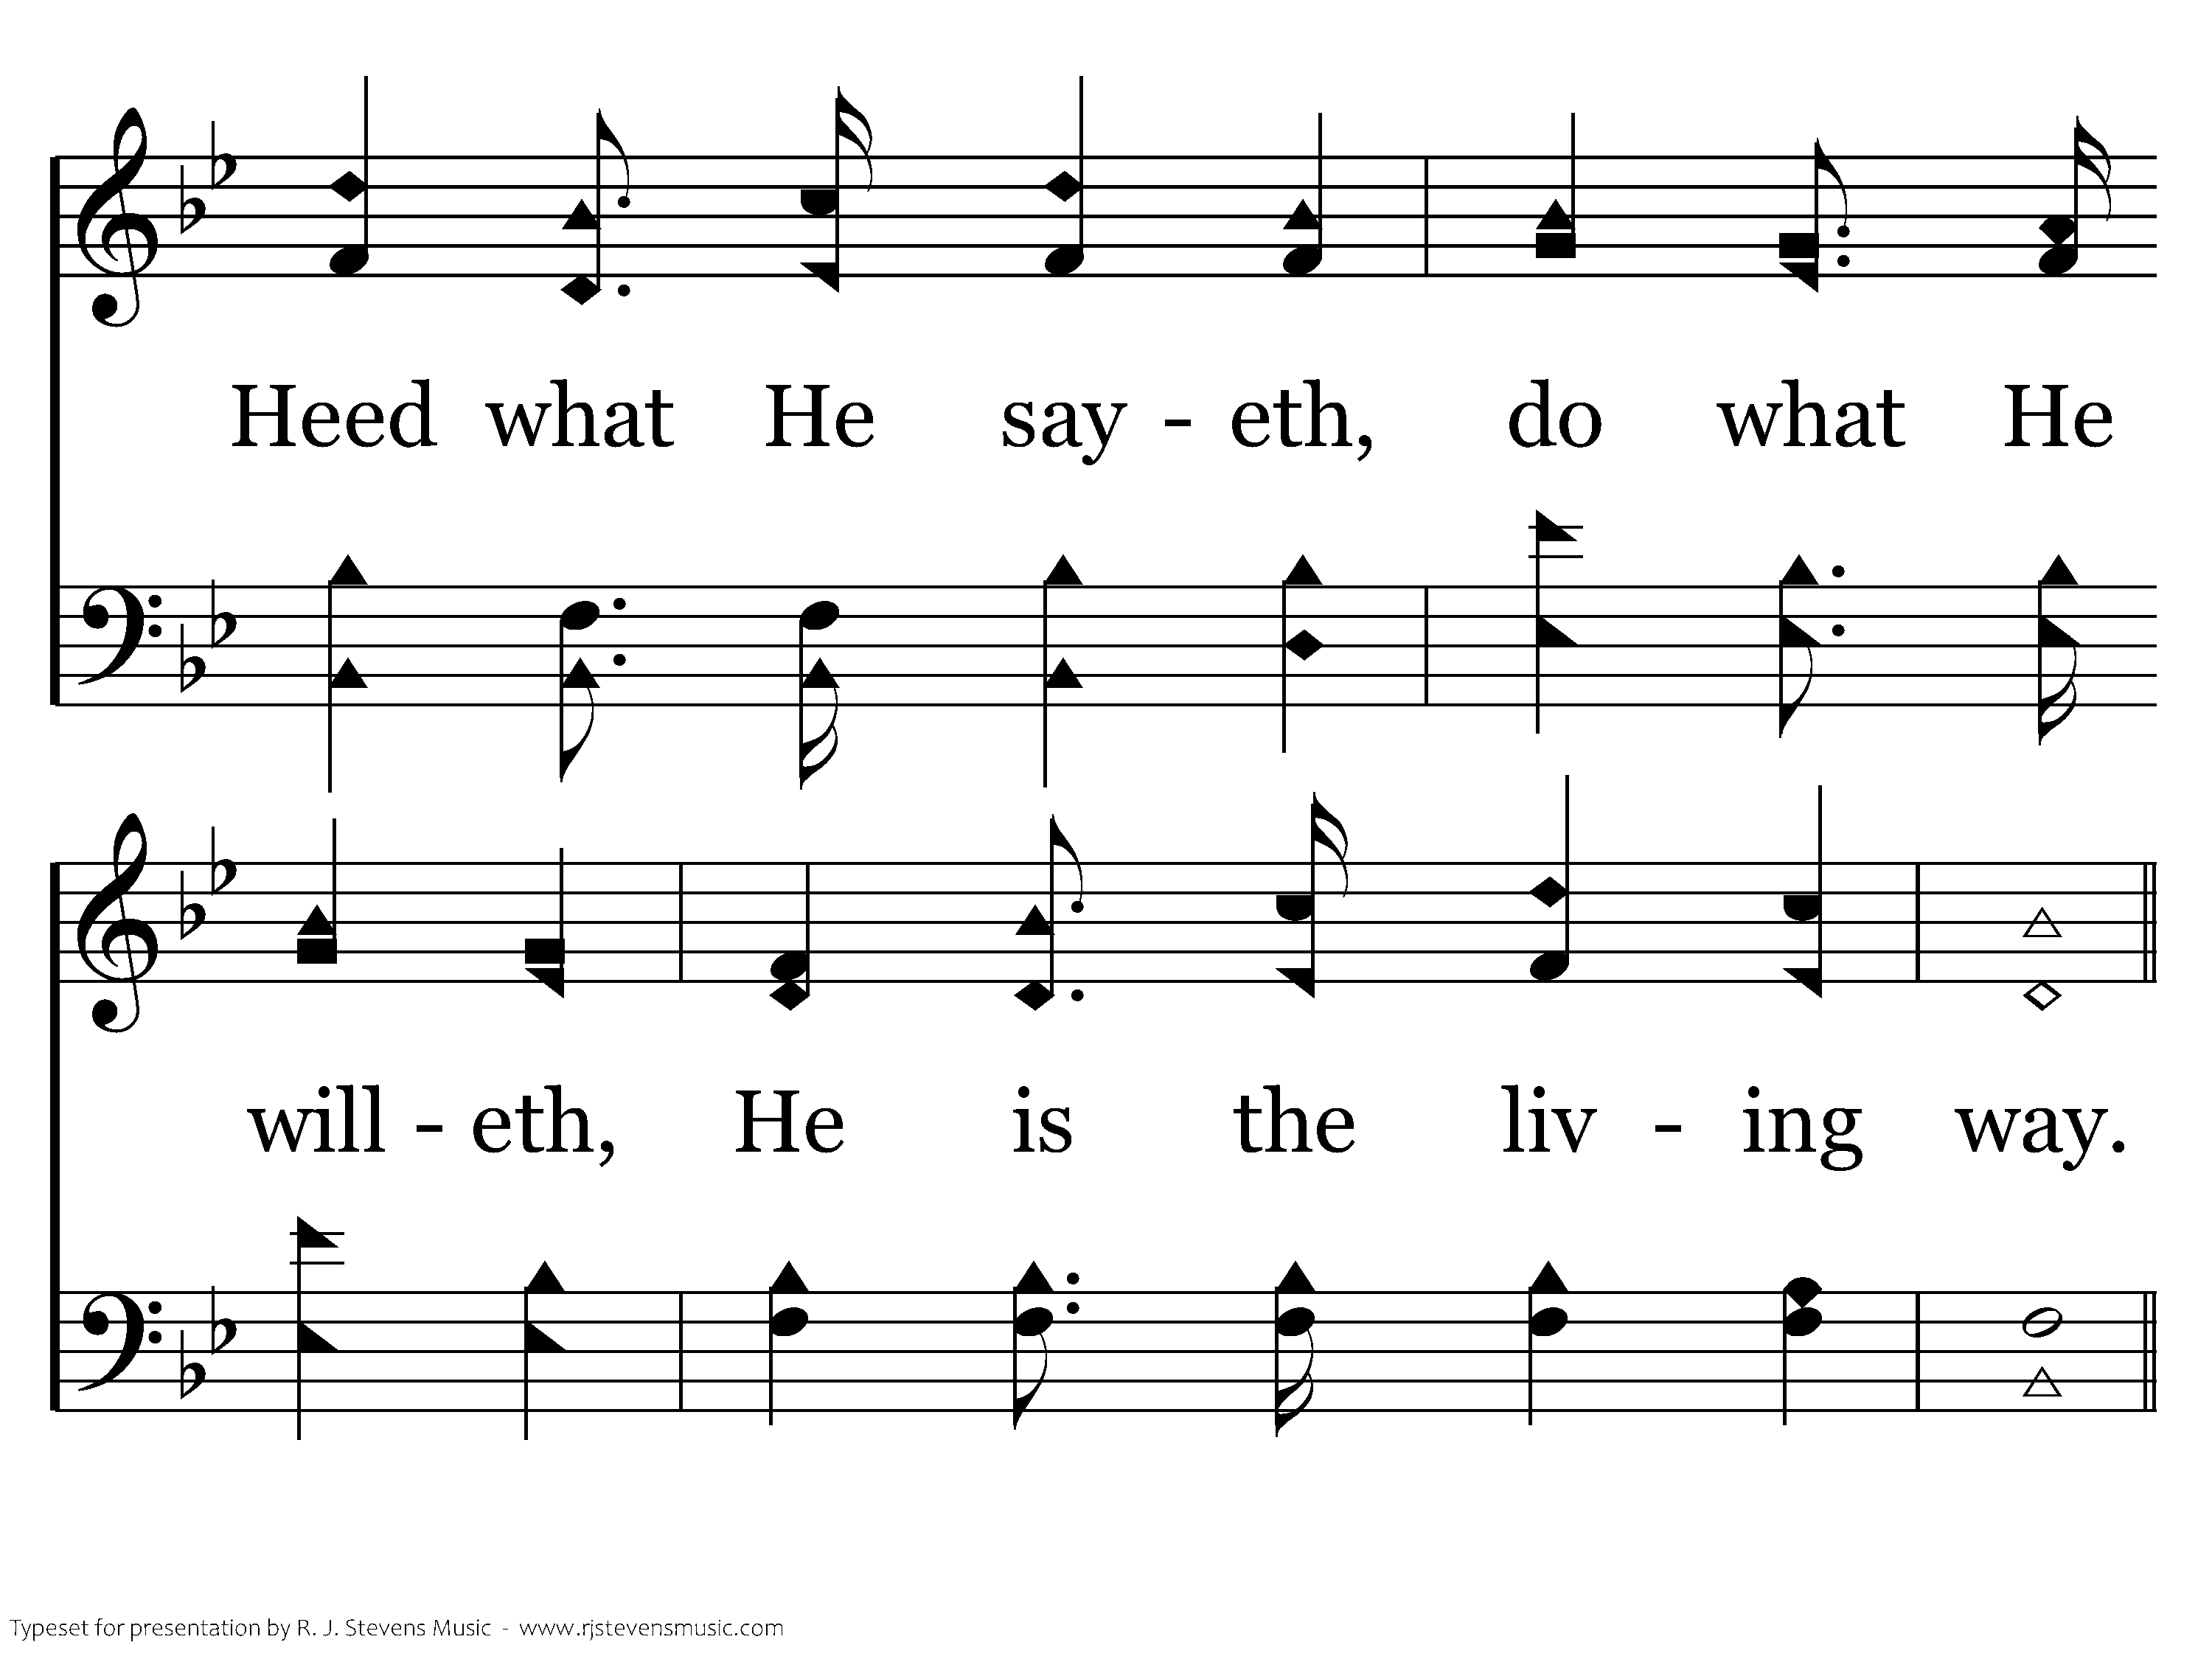 Heed what He say - eth, do what He
will - eth, He is the liv - ing way.
Typeset for presentation by R. J. Stevens Music - www.rjstevensmusic.com